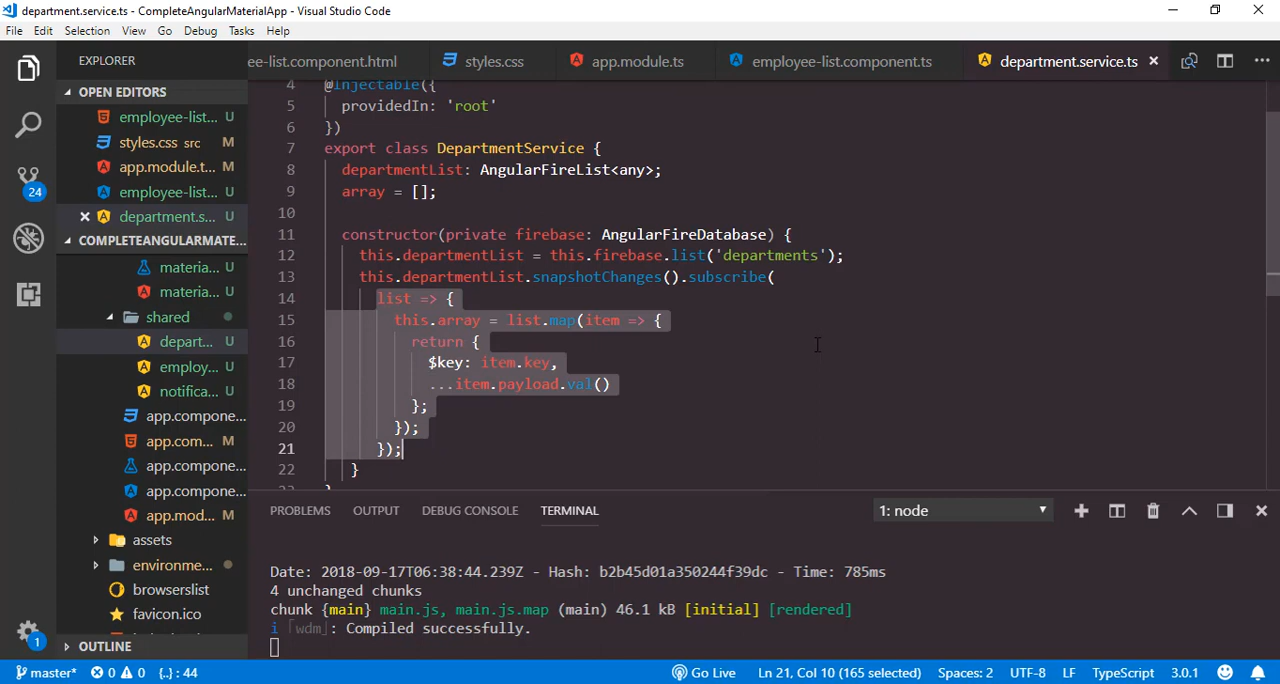 department.service.ts - CompleteAngularMaterialApp - Visual Studio Code
File Edit Selection View Go Debug Tasks Help
EXPLORER
ee-list.component.html
styles.css
app.module.ts
employee-list.component.ts
department.service.ts
OPEN EDITORS
employee-list... U
styles.css src M
app.module.t... M
employee-list... U
department.s... U
COMPLETEANGULARMATE...
materia... U
materia... U
shared
depart... U
employ... U
notifica... U
app.compone...
app.com... M
app.compone...
app.compone...
app.mod... M
assets
environme...
browserslist
favicon.ico
OUTLINE
24
1
4 @Injectable({
5 providedIn: 'root'
6 })
7 export class DepartmentService {
8 departmentList: AngularFireList<any>;
9 array = [];
10
11 constructor(private firebase: AngularFireDatabase) {
12 this.departmentList = this.firebase.list('departments');
13 this.departmentList.snapshotChanges().subscribe(
14 list => {
15 this.array = list.map(item => {
16 return {
17 $key: item.key,
18 ...item.payload.val()
19 };
20 });
21 });
22 }
PROBLEMS OUTPUT DEBUG CONSOLE TERMINAL
1: node
Date: 2018-09-17T06:38:44.239Z - Hash: b2b45d01a350244f39dc - Time: 785ms
4 unchanged chunks
chunk {main} main.js, main.js.map (main) 46.1 kB [initial] [rendered]
i ｢wdm｣: Compiled successfully.
master* 0 0 {..} : 44 Go Live Ln 21, Col 10 (165 selected) Spaces: 2 UTF-8 LF TypeScript 3.0.1